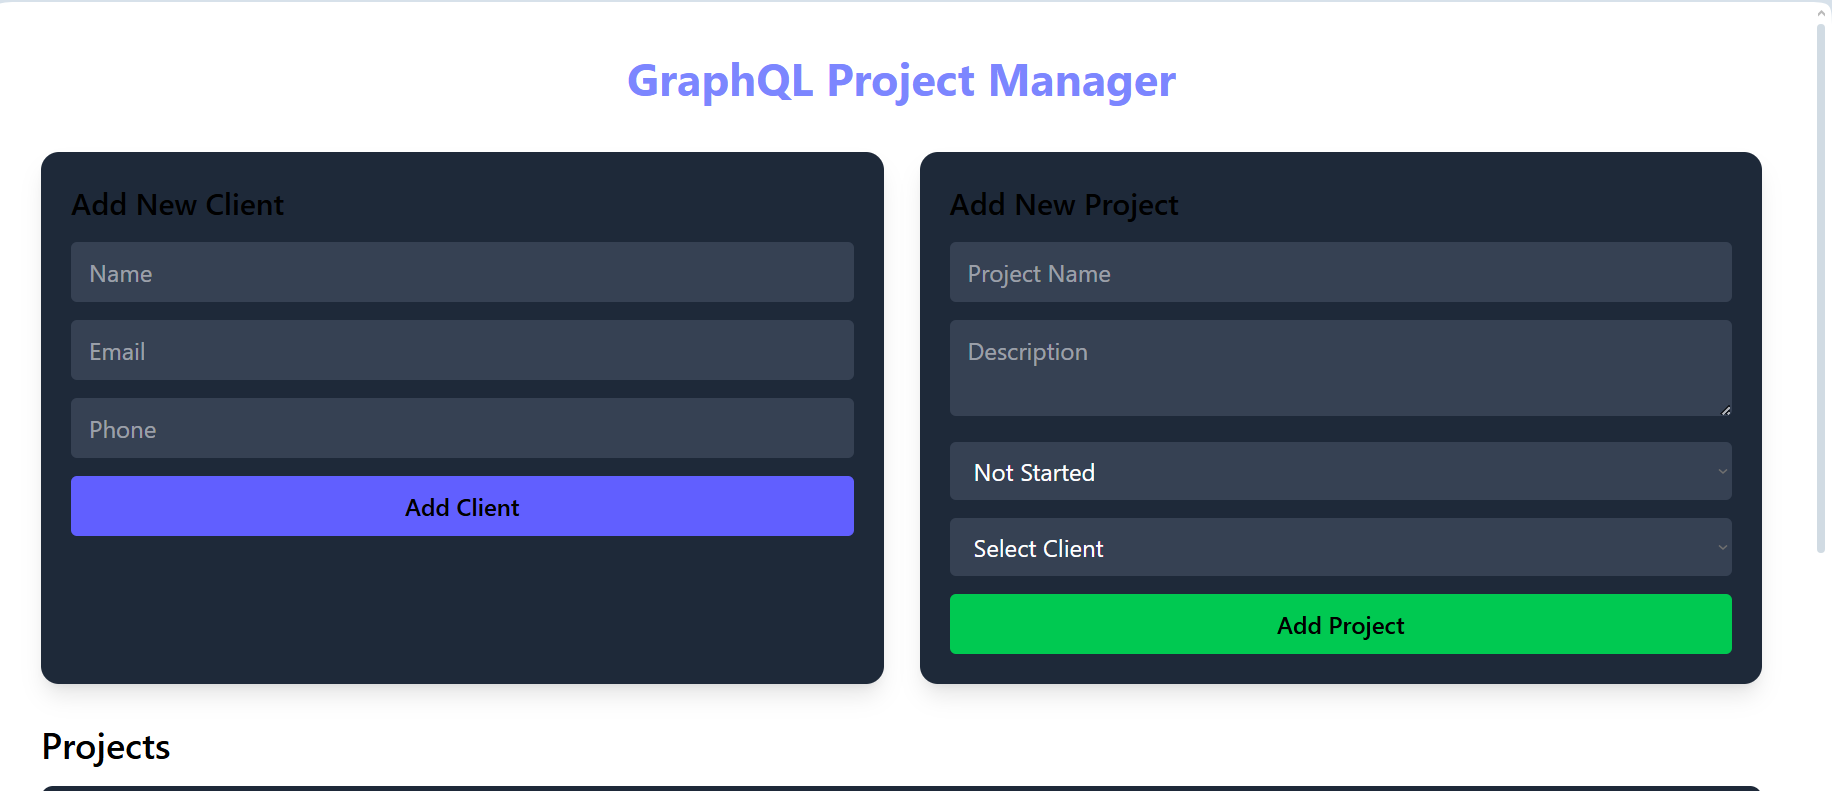 GraphQL Project Manager
Add New Client
Name
Email
Phone
Add Client
Add New Project
Project Name
Description
Not Started
Select Client
Add Project
Projects